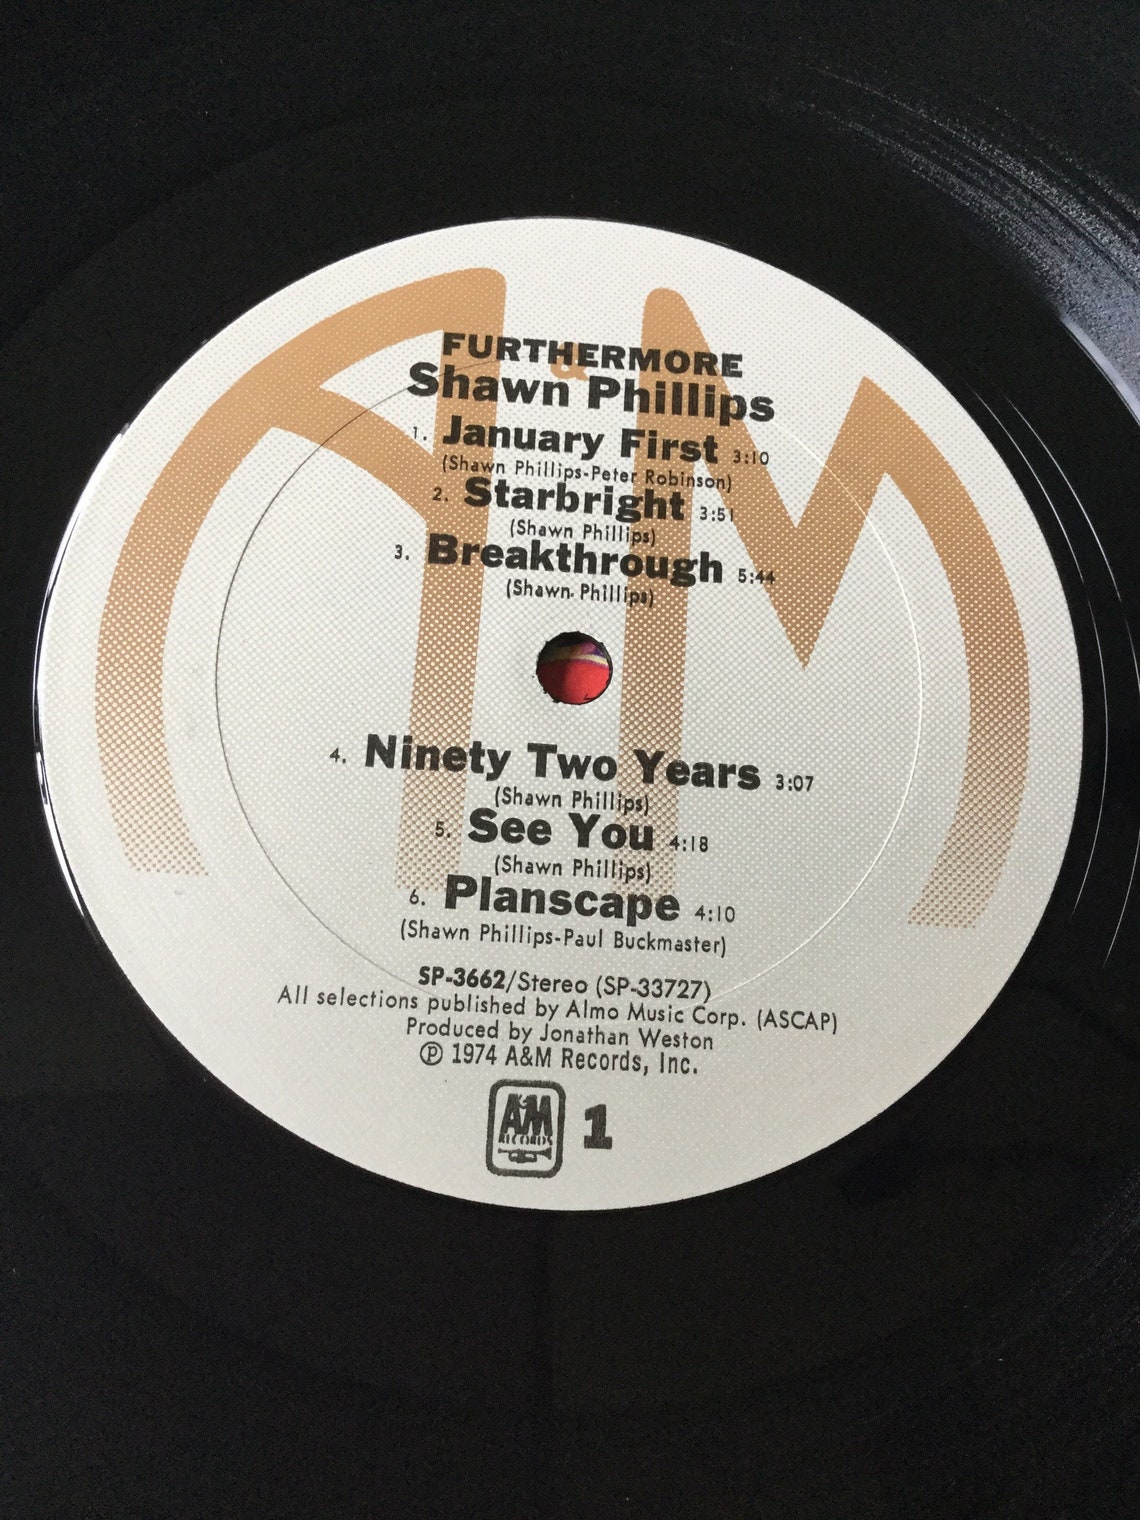 FURTHERMORE
Shawn Phillips
1. January First 3:10
(Shawn Phillips-Peter Robinson)
2. Starbright 3:51
(Shawn Phillips)
3. Breakthrough 5:44
(Shawn Phillips)
4. Ninety Two Years 3:07
(Shawn Phillips)
5. See You 4:18
(Shawn Phillips)
6. Planscape 4:10
(Shawn Phillips-Paul Buckmaster)
SP-3662/Stereo (SP-33727)
All selections published by Almo Music Corp. (ASCAP)
Produced by Jonathan Weston
℗ 1974 A&M Records, Inc.
A&M
RECORDS
1
A&M